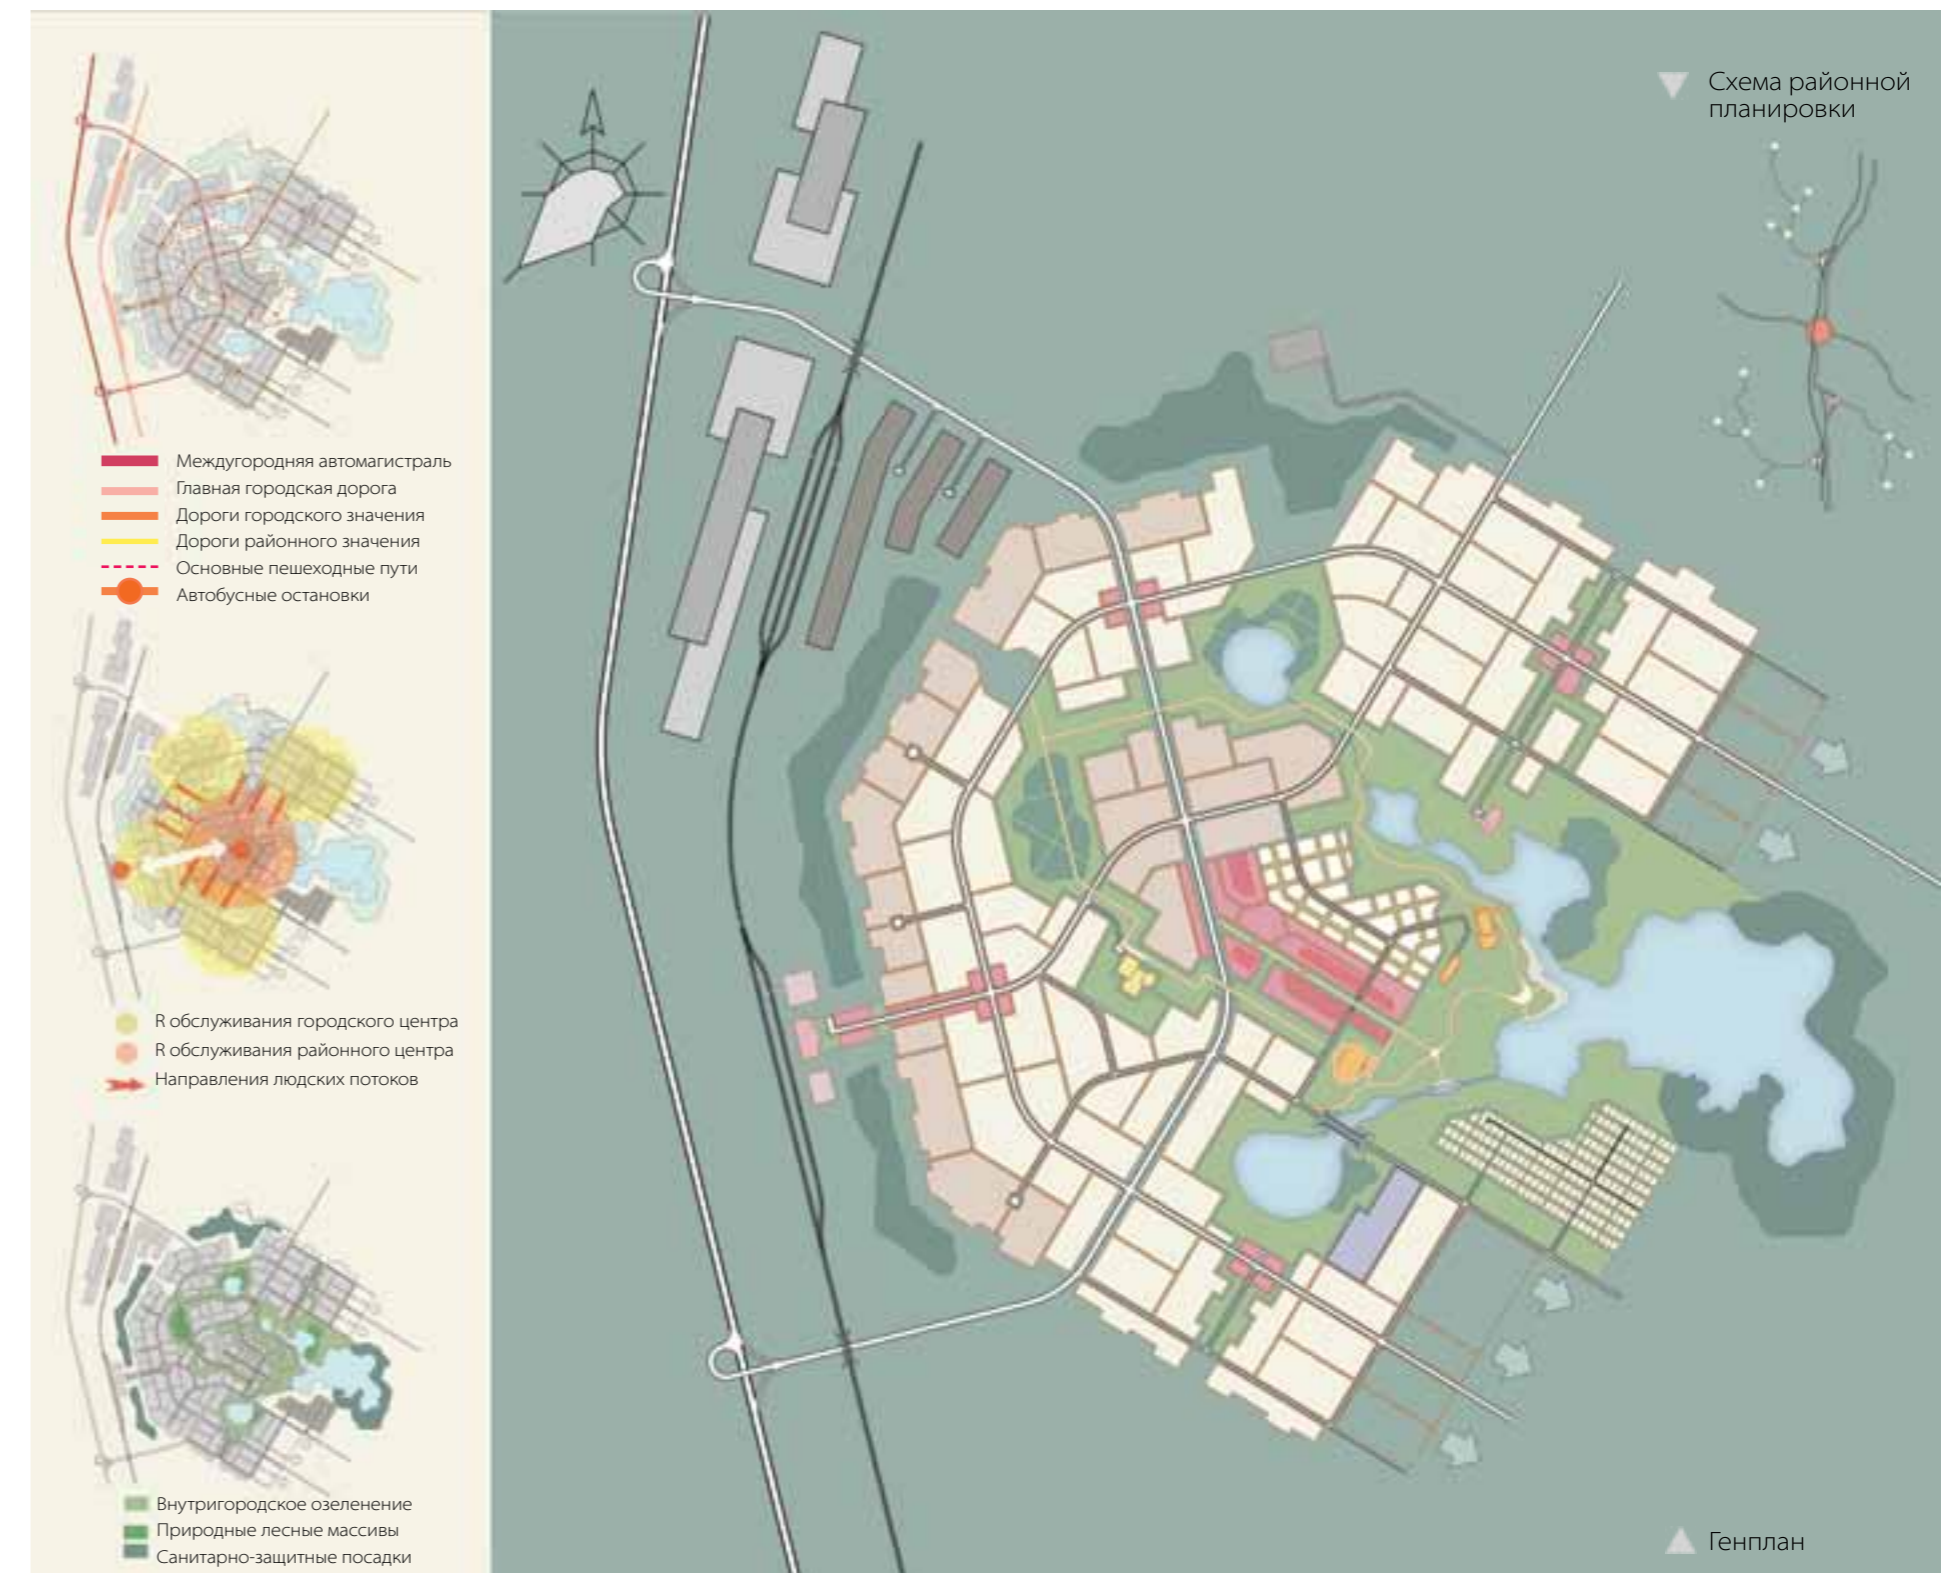 Междугородняя автомагистраль
Главная городская дорога
Дороги городского значения
Дороги районного значения
Основные пешеходные пути
Автобусные остановки
R обслуживания городского центра
R обслуживания районного центра
Направления людских потоков
Внутригородское озеленение
Природные лесные массивы
Санитарно-защитные посадки
Схема районной
планировки
Генплан